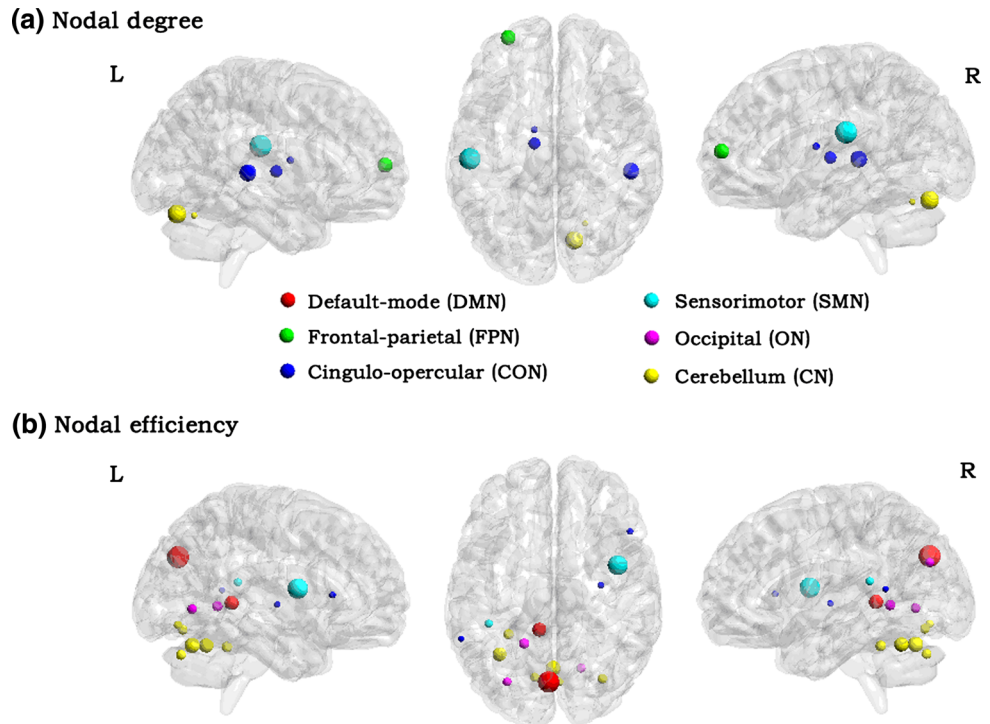 (a) Nodal degree
L
R
Default-mode (DMN)
Sensorimotor (SMN)
Frontal-parietal (FPN)
Occipital (ON)
Cingulo-opercular (CON)
Cerebellum (CN)
(b) Nodal efficiency
L
R